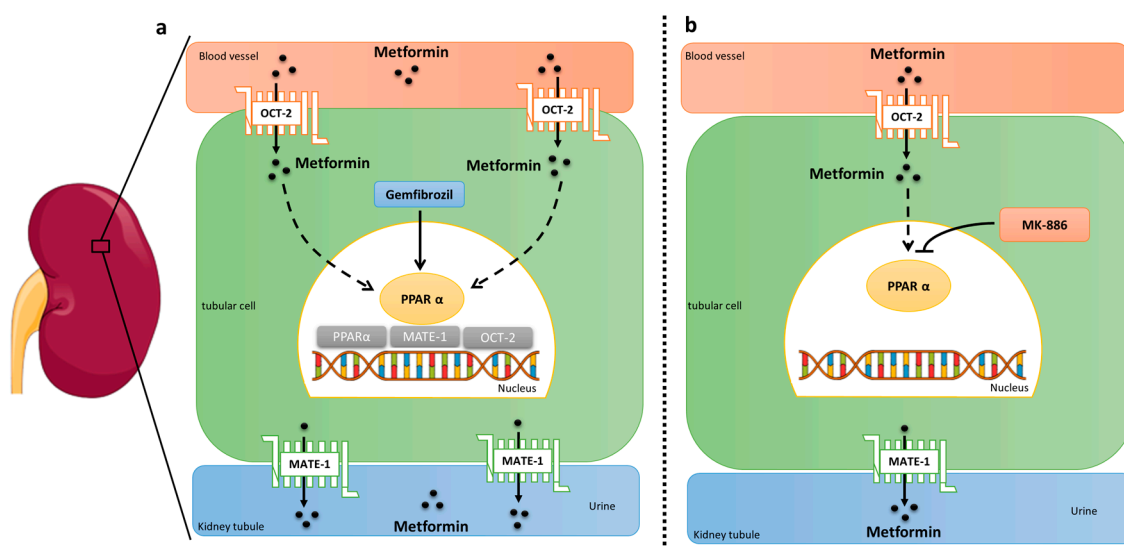 a
Blood vessel
Metformin
OCT-2
OCT-2
Metformin
Metformin
Gemfibrozil
tubular cell
PPAR α
PPARα
MATE-1
OCT-2
Nucleus
MATE-1
MATE-1
Urine
Metformin
Kidney tubule
b
Blood vessel
Metformin
OCT-2
Metformin
MK-886
PPAR α
tubular cell
Nucleus
MATE-1
Urine
Metformin
Kidney tubule